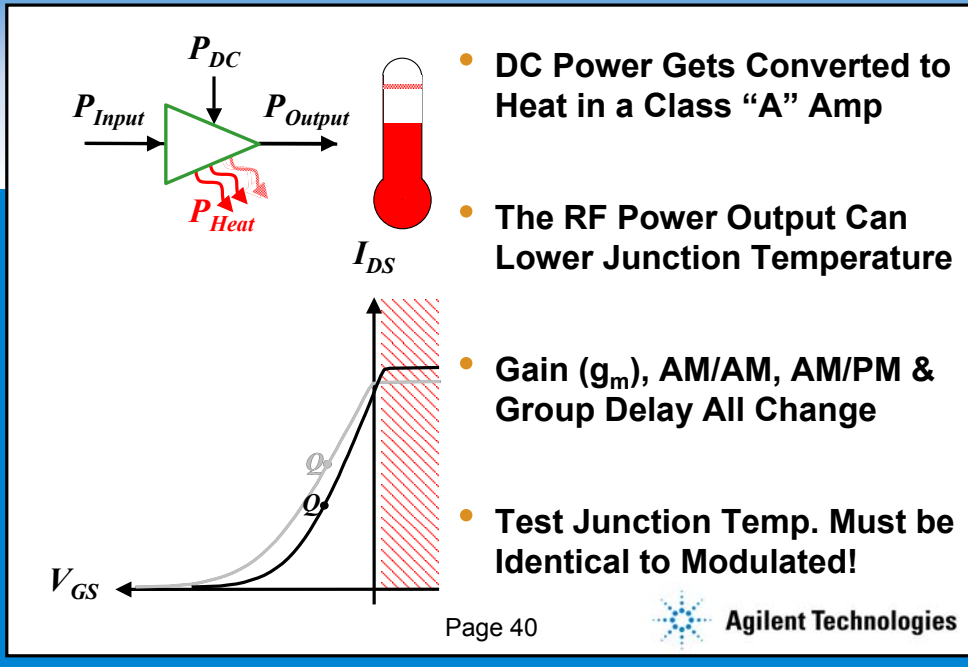 P_DC
P_Input
P_Output
P_Heat
I_DS
Q
Q
V_GS
• DC Power Gets Converted to
Heat in a Class “A” Amp
• The RF Power Output Can
Lower Junction Temperature
• Gain (g_m), AM/AM, AM/PM &
Group Delay All Change
• Test Junction Temp. Must be
Identical to Modulated!
Page 40
Agilent Technologies